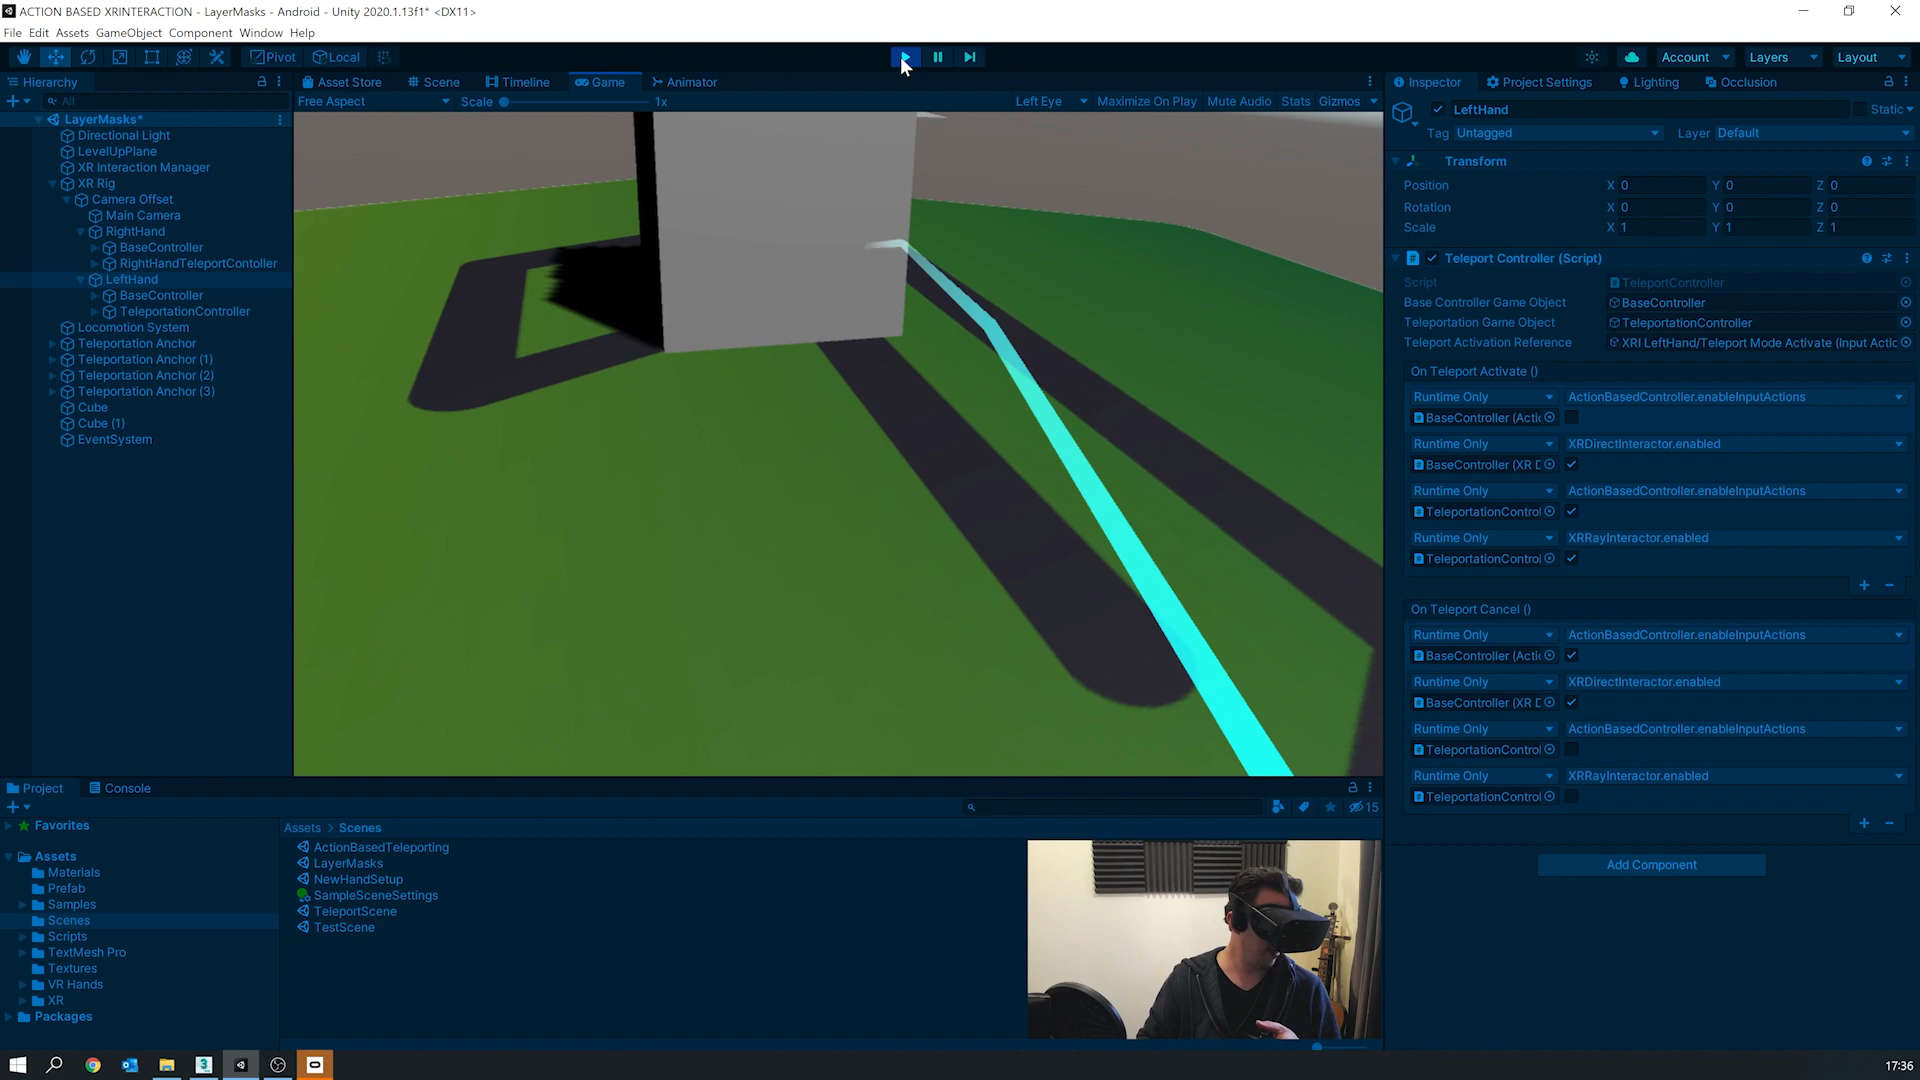 ACTION BASED XRINTERACTION - LayerMasks - Android - Unity 2020.1.13f1* <DX11>
File Edit Assets GameObject Component Window Help
Pivot Local Account Layers Layout
Hierarchy
All
LayerMasks*
Directional Light
LevelUpPlane
XR Interaction Manager
XR Rig
Camera Offset
Main Camera
RightHand
BaseController
RightHandTeleportContoller
LeftHand
BaseController
TeleportationController
Locomotion System
Teleportation Anchor
Teleportation Anchor (1)
Teleportation Anchor (2)
Teleportation Anchor (3)
Cube
Cube (1)
EventSystem
Asset Store Scene Timeline Game Animator
Free Aspect Scale 1x Left Eye Maximize On Play Mute Audio Stats Gizmos
Inspector Project Settings Lighting Occlusion
LeftHand Static
Tag Untagged Layer Default
Transform
Position X 0 Y 0 Z 0
Rotation X 0 Y 0 Z 0
Scale X 1 Y 1 Z 1
Teleport Controller (Script)
Script TeleportController
Base Controller Game Object BaseController
Teleportation Game Object TeleportationController
Teleport Activation Reference XRI LeftHand/Teleport Mode Activate (Input Actic
On Teleport Activate ()
Runtime Only ActionBasedController.enableInputActions
BaseController (Actic
Runtime Only XRDirectInteractor.enabled
BaseController (XR D
Runtime Only ActionBasedController.enableInputActions
TeleportationControl
Runtime Only XRRayInteractor.enabled
TeleportationControl
On Teleport Cancel ()
Runtime Only ActionBasedController.enableInputActions
BaseController (Actic
Runtime Only XRDirectInteractor.enabled
BaseController (XR D
Runtime Only ActionBasedController.enableInputActions
TeleportationControl
Runtime Only XRRayInteractor.enabled
TeleportationControl
Add Component
Project Console
15
Favorites
Assets
Materials
Prefab
Samples
Scenes
Scripts
TextMesh Pro
Textures
VR Hands
XR
Packages
Assets > Scenes
ActionBasedTeleporting
LayerMasks
NewHandSetup
SampleSceneSettings
TeleportScene
TestScene
17:36